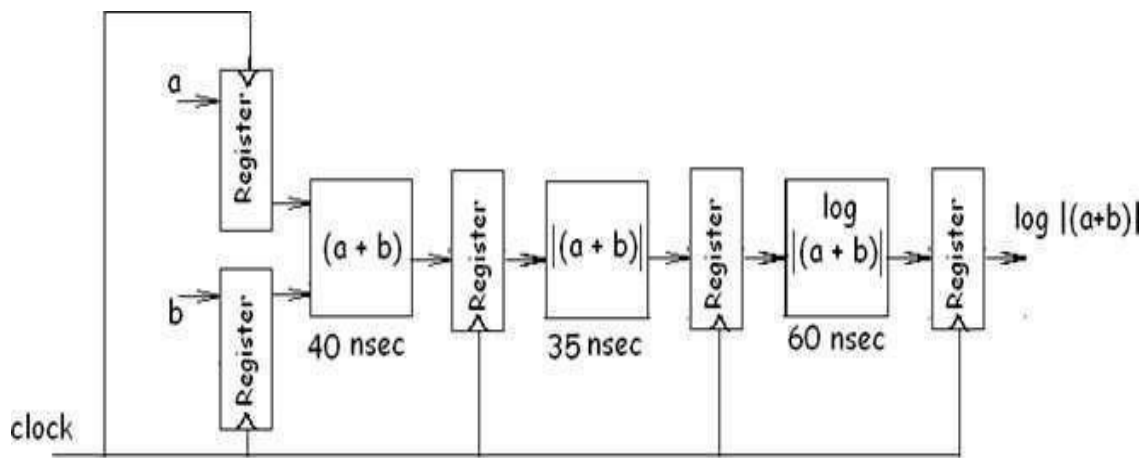 a
Register
b
Register
(a + b)
40 nsec
Register
|(a + b)|
35 nsec
Register
log
|(a + b)|
60 nsec
Register
log |(a+b)|
clock